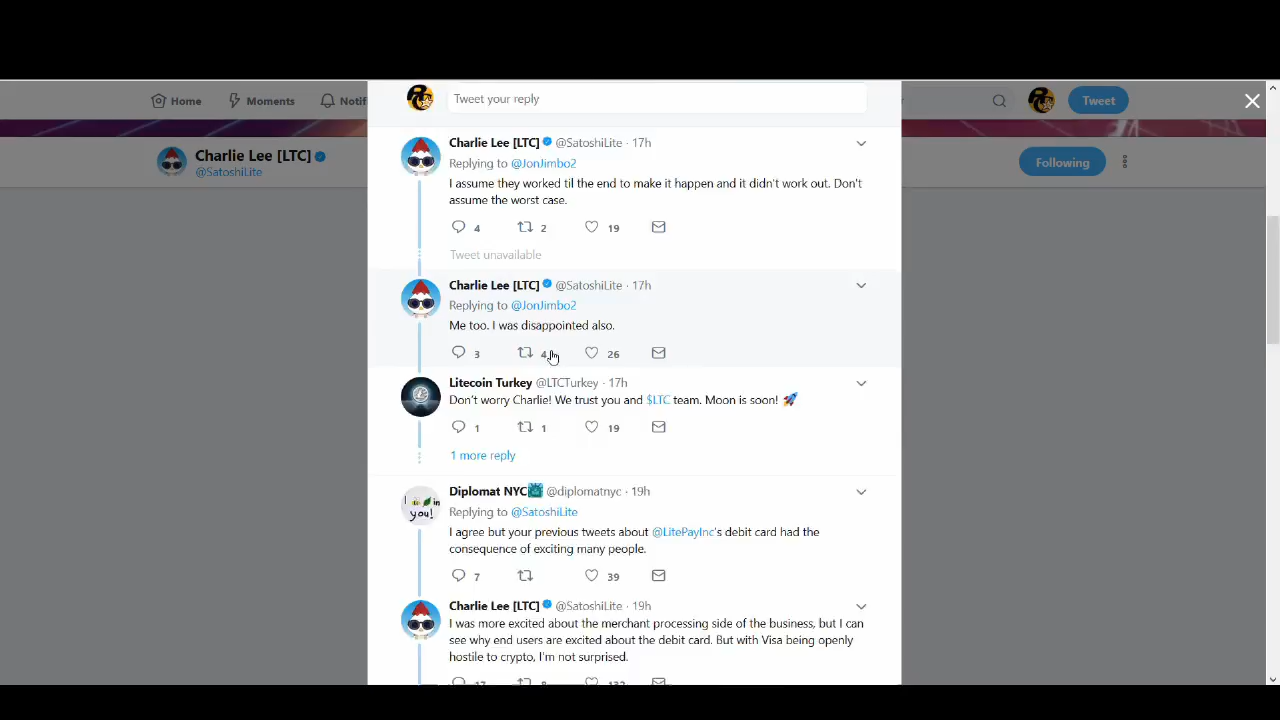 Tweet your reply
Home Moments Notif Tweet
Charlie Lee [LTC]
@SatoshiLite
Following
Charlie Lee [LTC] @SatoshiLite · 17h
Replying to @JonJimbo2
I assume they worked til the end to make it happen and it didn't work out. Don't
assume the worst case.
4 2 19
Tweet unavailable
Charlie Lee [LTC] @SatoshiLite · 17h
Replying to @JonJimbo2
Me too. I was disappointed also.
3 4 26
Litecoin Turkey @LTCTurkey · 17h
Don't worry Charlie! We trust you and $LTC team. Moon is soon! 🚀
1 1 19
1 more reply
Diplomat NYC @diplomatnyc · 19h
Replying to @SatoshiLite
I agree but your previous tweets about @LitePayInc's debit card had the
consequence of exciting many people.
7 39
Charlie Lee [LTC] @SatoshiLite · 19h
I was more excited about the merchant processing side of the business, but I can
see why end users are excited about the debit card. But with Visa being openly
hostile to crypto, I'm not surprised.